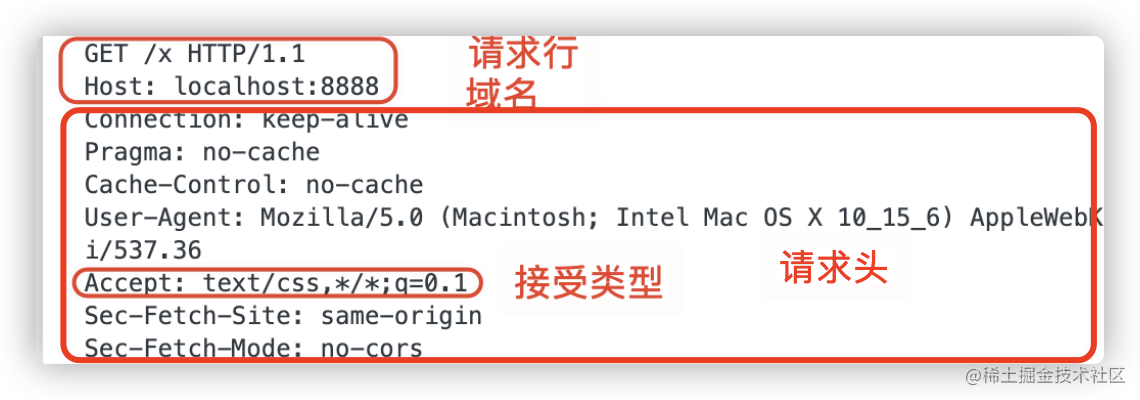 GET /x HTTP/1.1
请求行
Host: localhost:8888
域名
Connection: keep-alive
Pragma: no-cache
Cache-Control: no-cache
User-Agent: Mozilla/5.0 (Macintosh; Intel Mac OS X 10_15_6) AppleWebK
i/537.36
请求头
Accept: text/css,*/*;q=0.1
接受类型
Sec-Fetch-Site: same-origin
Sec-Fetch-Mode: no-cors
@稀土掘金技术社区